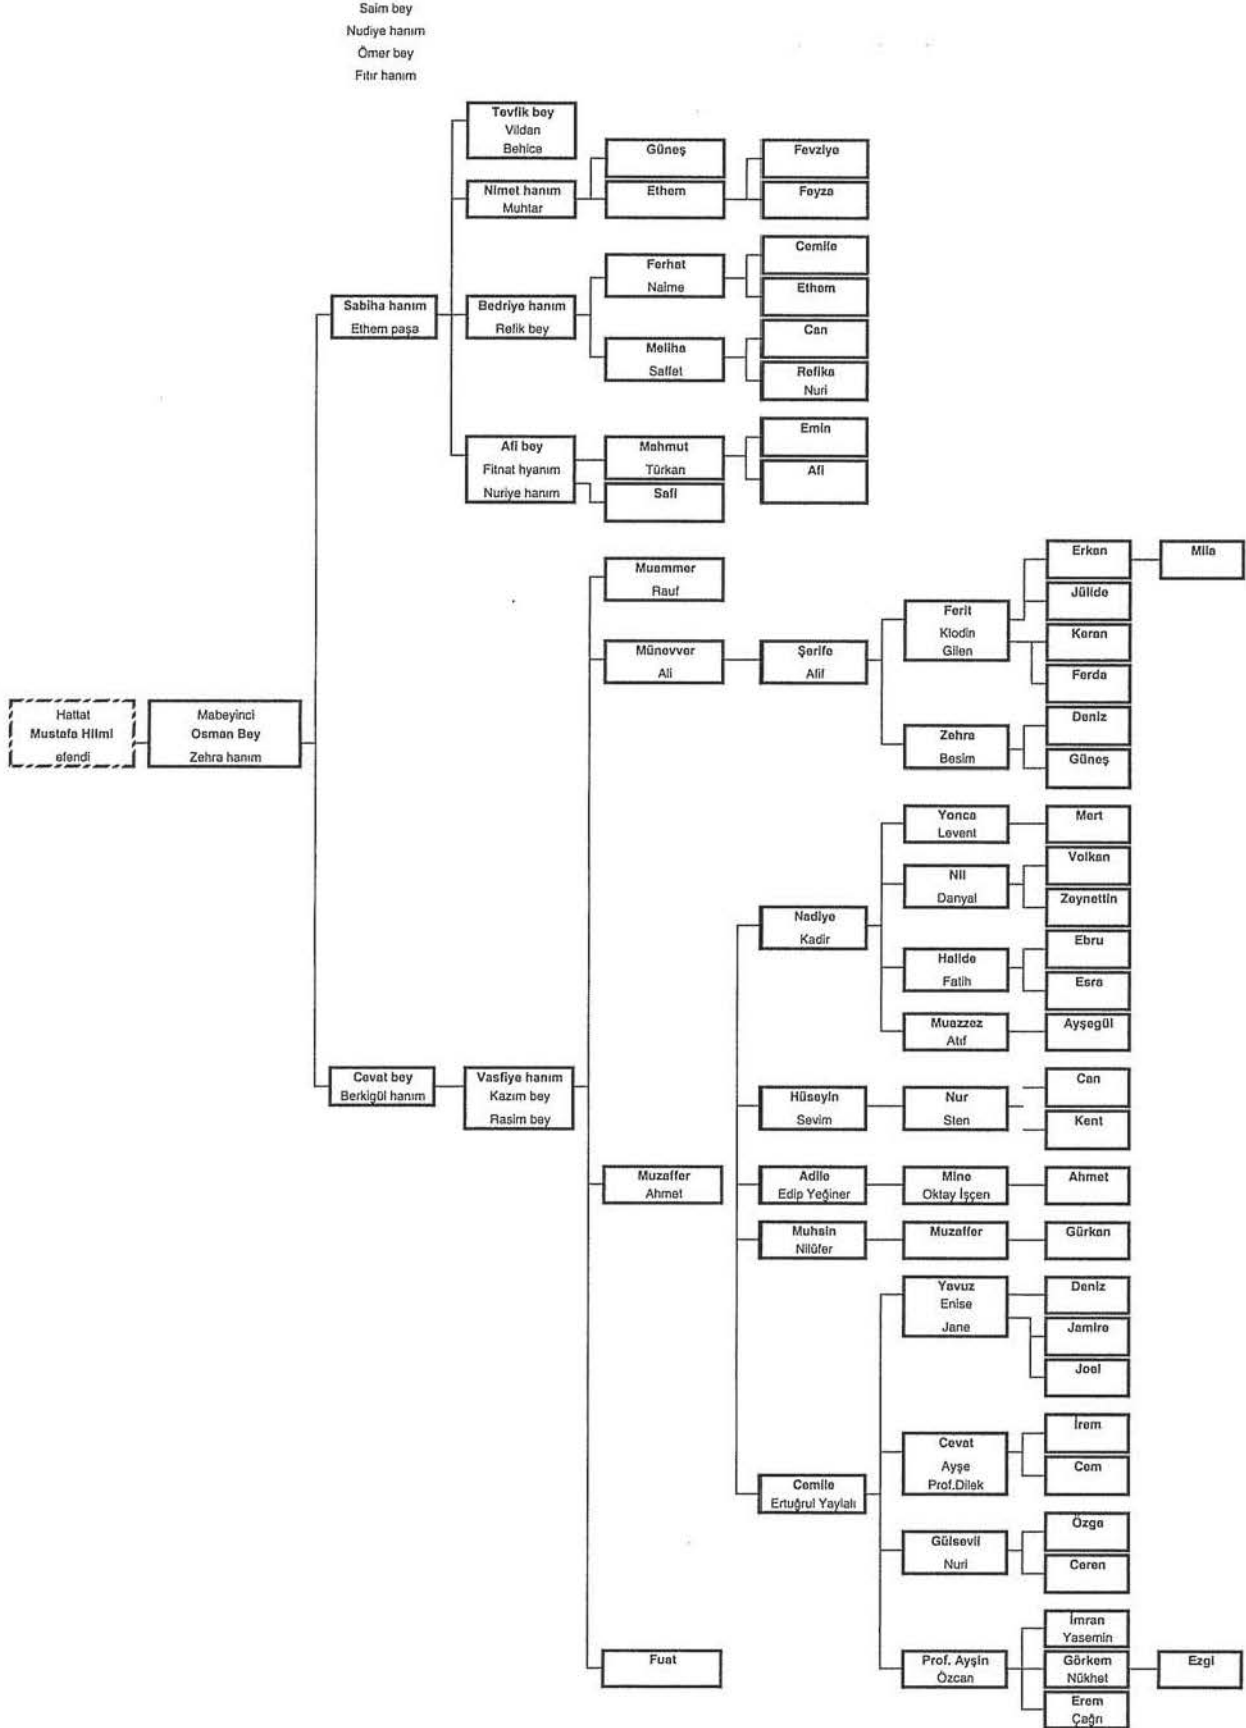 Saim bey
Nudiye hanım
Ömer bey
Fıtır hanım
Tevfik bey
Vildan
Behice
Nimet hanım
Muhtar
Güneş
Ethem
Fevziye
Feyza
Sabiha hanım
Ethem paşa
Bedriye hanım
Refik bey
Ferhat
Naime
Cemile
Ethem
Meliha
Saffet
Can
Refika
Nuri
Afi bey
Fitnat hyanım
Nuriye hanım
Mahmut
Türkan
Safi
Emin
Afi
Hattat
Mustafa Hilmi
efendi
Mabeyinci
Osman Bey
Zehra hanım
Cevat bey
Berkigül hanım
Vasfiye hanım
Kazım bey
Rasim bey
Muammer
Rauf
Münevver
Ali
Şerife
Afif
Ferit
Klodin
Gilen
Erkan
Mila
Jülide
Keran
Ferda
Zehra
Besim
Deniz
Güneş
Muzaffer
Ahmet
Nadiye
Kadir
Yonca
Levent
Mert
Nil
Danyal
Volkan
Zeynettin
Halide
Fatih
Ebru
Esra
Muazzez
Atıf
Ayşegül
Hüseyin
Sevim
Nur
Sten
Can
Kent
Adile
Edip Yeğiner
Mine
Oktay İşçen
Ahmet
Muhsin
Nilüfer
Muzaffer
Gürkan
Cemile
Ertuğrul Yaylalı
Yavuz
Enise
Jane
Deniz
Jamire
Joel
Cevat
Ayşe
Prof.Dilek
İrem
Cem
Gülsevil
Nuri
Özge
Ceren
Prof. Ayşin
Özcan
İmran
Yasemin
Görkem
Nükhet
Ezgi
Erem
Çağrı
Fuat